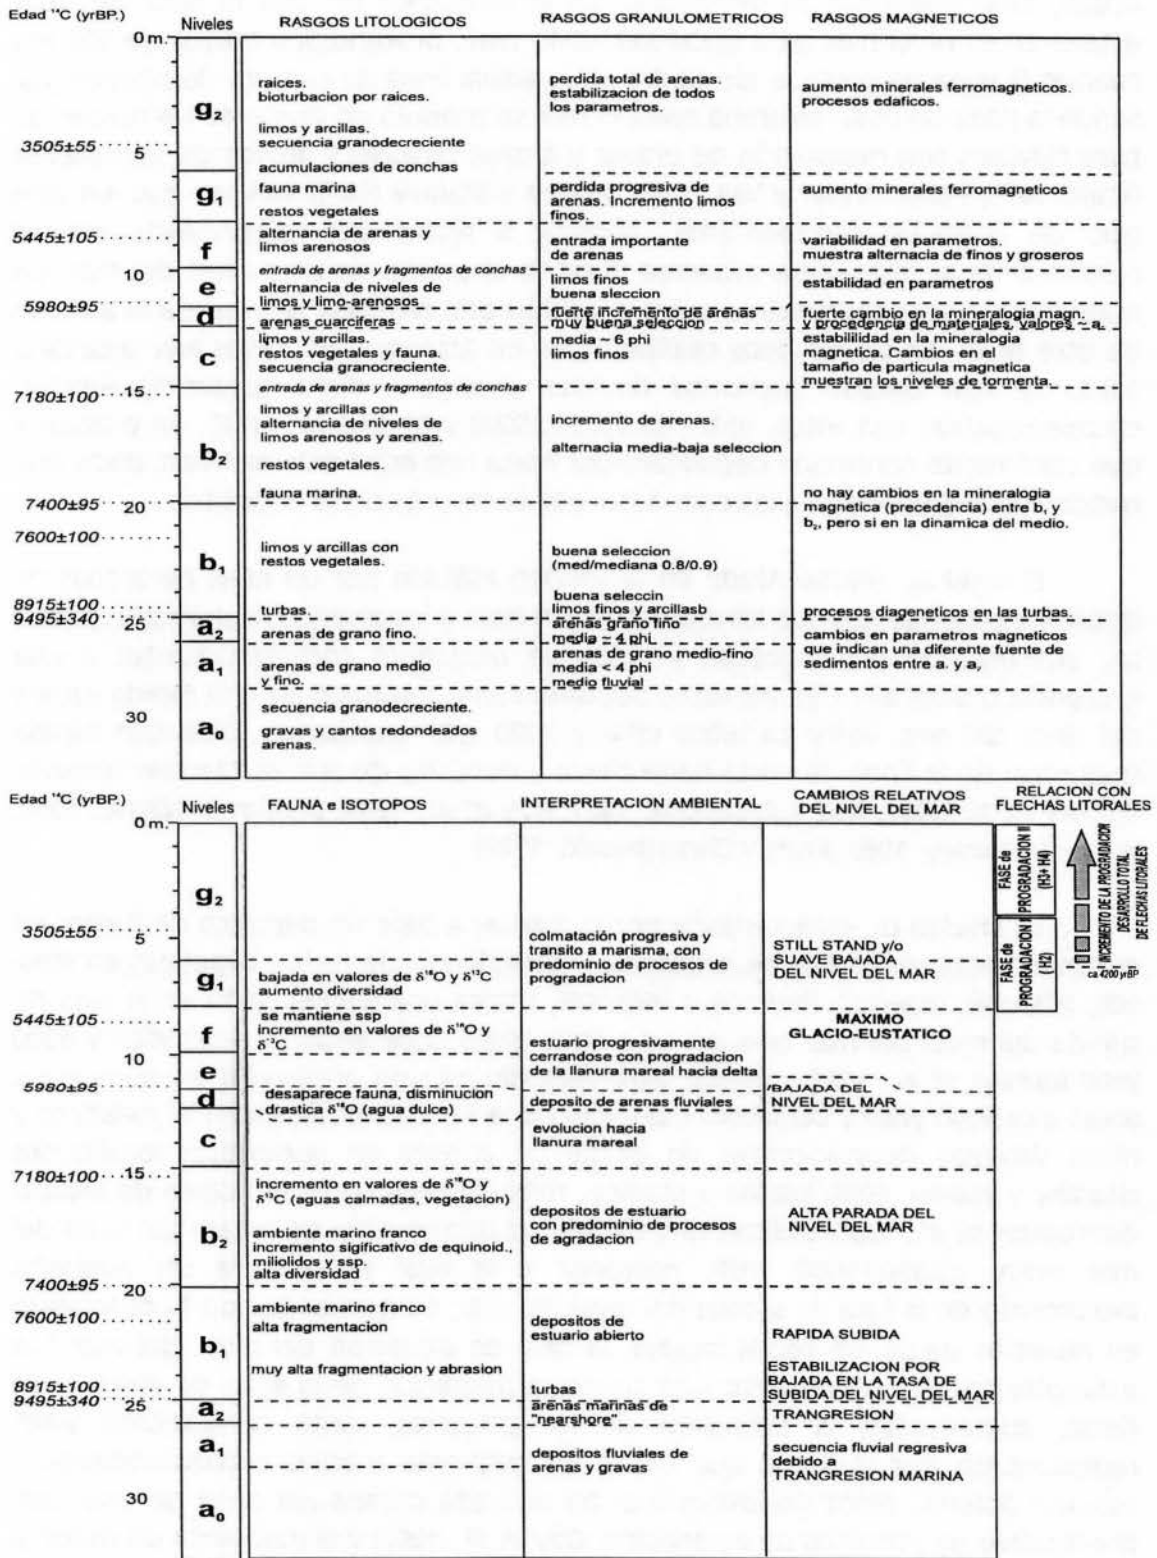 Edad ¹⁴C (yrBP.) Niveles RASGOS LITOLOGICOS RASGOS GRANULOMETRICOS RASGOS MAGNETICOS
0 m.
g₂
raices.
bioturbacion por raices.
limos y arcillas.
secuencia granodecreciente
acumulaciones de conchas
perdida total de arenas.
estabilizacion de todos
los parametros.
aumento minerales ferromagneticos.
procesos edaficos.
3505±55
5
g₁
fauna marina
restos vegetales
perdida progresiva de
arenas. Incremento limos
finos.
aumento minerales ferromagneticos
5445±105
f
alternancia de arenas y
limos arenosos
entrada importante
de arenas
variabilidad en parametros.
muestra alternacia de finos y groseros
10
entrada de arenas y fragmentos de conchas
e
alternancia de niveles de
limos y limo-arenosos
limos finos
buena sleccion
estabilidad en parametros
5980±95
d
arenas cuarciferas
fuerte incremento de arenas
muy buena seleccion
fuerte cambio en la mineralogia magn.
y procedencia de materiales, valores ~ a,
c
limos y arcillas.
restos vegetales y fauna.
secuencia granocreciente.
media ~ 6 phi
limos finos
estabililidad en la mineralogia
magnetica. Cambios en el
tamaño de particula magnetica
muestran los niveles de tormenta.
entrada de arenas y fragmentos de conchas
7180±100
15
b₂
limos y arcillas con
alternancia de niveles de
limos arenosos y arenas.
restos vegetales.
fauna marina.
incremento de arenas.
alternacia media-baja seleccion
7400±95
20
no hay cambios en la mineralogia
magnetica (precedencia) entre b₁ y
b₂, pero si en la dinamica del medio.
7600±100
b₁
limos y arcillas con
restos vegetales.
turbas.
buena seleccion
(med/mediana 0.8/0.9)
buena seleccin
limos finos y arcillasb
procesos diageneticos en las turbas.
8915±100
9495±340
25
a₂
arenas de grano fino.
arenas grano fino
media ~ 4 phi
cambios en parametros magneticos
que indican una diferente fuente de
sedimentos entre a₁ y a₂
a₁
arenas de grano medio
y fino.
arenas de grano medio-fino
media < 4 phi
medio fluvial
30
a₀
secuencia granodecreciente.
gravas y cantos redondeados
arenas.
Edad ¹⁴C (yrBP.) Niveles FAUNA e ISOTOPOS INTERPRETACION AMBIENTAL CAMBIOS RELATIVOS
DEL NIVEL DEL MAR
RELACION CON
FLECHAS LITORALES
0 m.
g₂
FASE de
PROGRADACION II
(H3+ H4)
INCREMENTO DE LA PROGRADACION
DESARROLLO TOTAL
DE FLECHAS LITORALES
3505±55
5
colmatación progresiva y
transito a marisma, con
predominio de procesos de
progradacion
STILL STAND y/o
SUAVE BAJADA
DEL NIVEL DEL MAR
FASE de
PROGRADACION I
(H2)
ca 4200 yrBP
g₁
bajada en valores de δ¹⁸O y δ¹³C
aumento diversidad
5445±105
f
se mantiene ssp
incremento en valores de δ¹⁸O y
δ¹³C
MAXIMO
GLACIO-EUSTATICO
10
e
estuario progresivamente
cerrandose con progradacion
de la llanura mareal hacia delta
5980±95
d
desaparece fauna, disminucion
drastica δ¹⁸O (agua dulce)
deposito de arenas fluviales
BAJADA DEL
NIVEL DEL MAR
c
evolucion hacia
llanura mareal
7180±100
15
b₂
incremento en valores de δ¹⁸O y
δ¹³C (aguas calmadas, vegetacion)
ambiente marino franco
incremento sigificativo de equinoid.,
miliolidos y ssp.
alta diversidad
depositos de estuario
con predominio de procesos
de agradacion
ALTA PARADA DEL
NIVEL DEL MAR
7400±95
20
7600±100
b₁
ambiente marino franco
alta fragmentacion
muy alta fragmentacion y abrasion
depositos de
estuario abierto
turbas
RAPIDA SUBIDA
ESTABILIZACION POR
BAJADA EN LA TASA DE
SUBIDA DEL NIVEL DEL MAR
8915±100
9495±340
25
a₂
arenas marinas de
"nearshore"
TRANGRESION
a₁
depositos fluviales de
arenas y gravas
secuencia fluvial regresiva
debido a
TRANGRESION MARINA
30
a₀